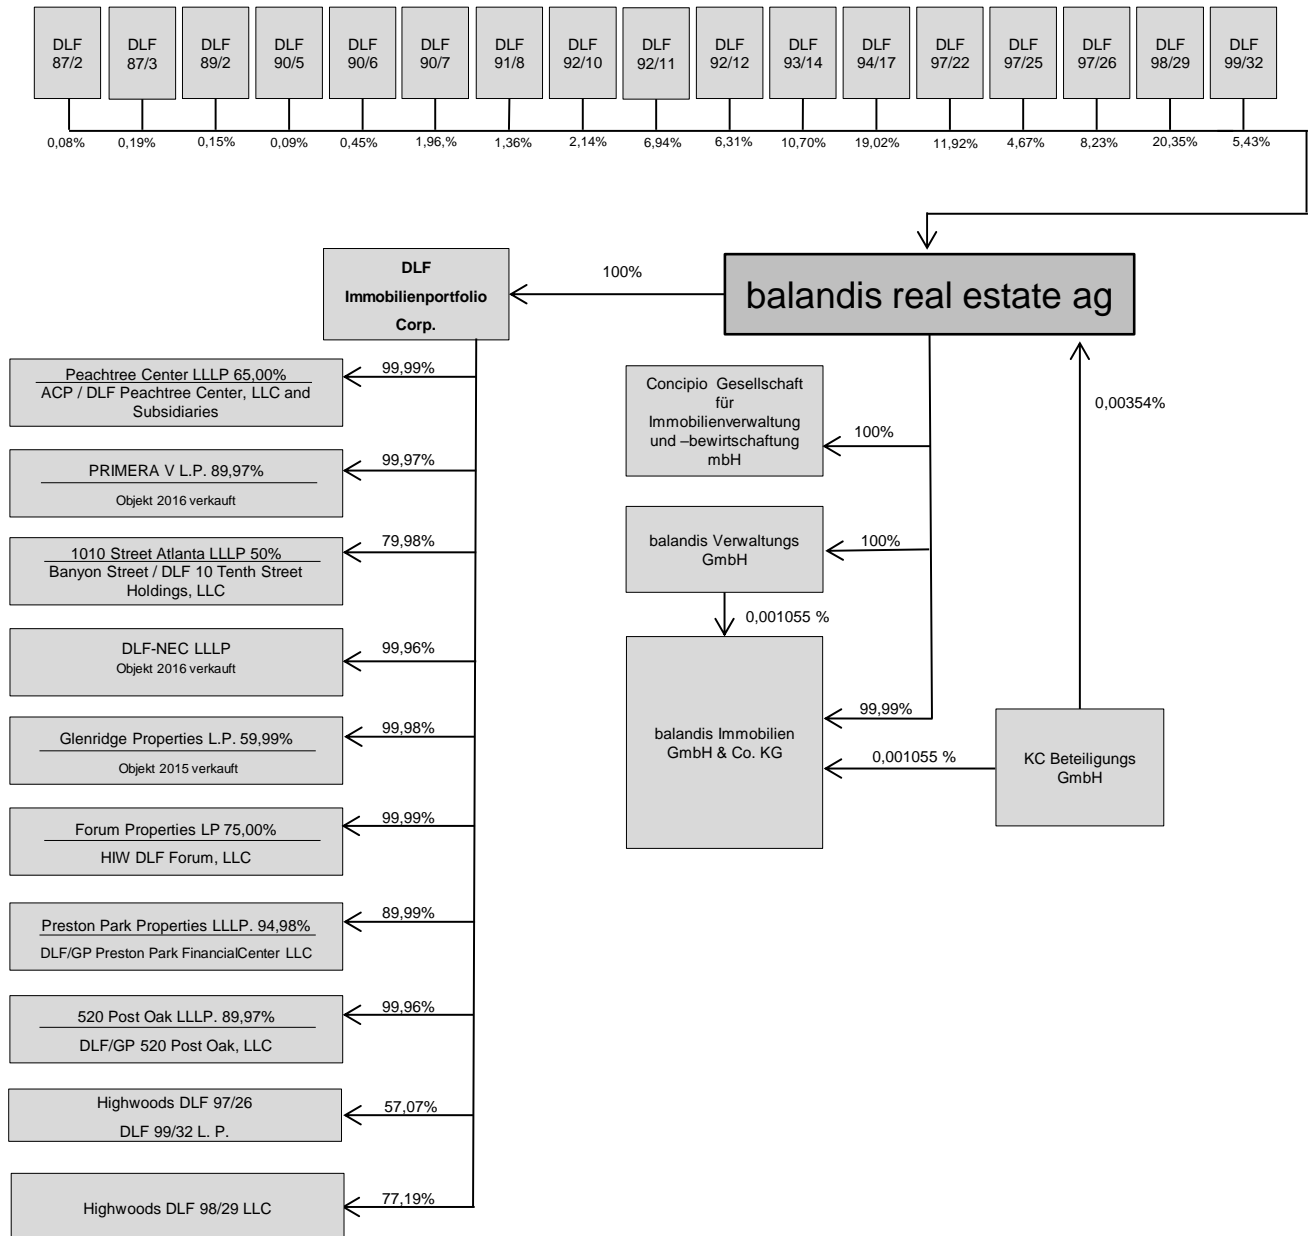 DLF 87/2
DLF 87/3
DLF 89/2
DLF 90/5
DLF 90/6
DLF 90/7
DLF 91/8
DLF 92/10
DLF 92/11
DLF 92/12
DLF 93/14
DLF 94/17
DLF 97/22
DLF 97/25
DLF 97/26
DLF 98/29
DLF 99/32
0,08%
0,19%
0,15%
0,09%
0,45%
1,96,%
1,36%
2,14%
6,94%
6,31%
10,70%
19,02%
11,92%
4,67%
8,23%
20,35%
5,43%
DLF
Immobilienportfolio
Corp.
100%
balandis real estate ag
Peachtree Center LLLP 65,00%
ACP / DLF Peachtree Center, LLC and
Subsidiaries
99,99%
PRIMERA V L.P. 89,97%
Objekt 2016 verkauft
99,97%
1010 Street Atlanta LLLP 50%
Banyon Street / DLF 10 Tenth Street
Holdings, LLC
79,98%
DLF-NEC LLLP
Objekt 2016 verkauft
99,96%
Glenridge Properties L.P. 59,99%
Objekt 2015 verkauft
99,98%
Forum Properties LP 75,00%
HIW DLF Forum, LLC
99,99%
Preston Park Properties LLLP. 94,98%
DLF/GP Preston Park FinancialCenter LLC
89,99%
520 Post Oak LLLP. 89,97%
DLF/GP 520 Post Oak, LLC
99,96%
Highwoods DLF 97/26
DLF 99/32 L. P.
57,07%
Highwoods DLF 98/29 LLC
77,19%
Concipio Gesellschaft
für
Immobilienverwaltung
und –bewirtschaftung
mbH
100%
balandis Verwaltungs
GmbH
100%
0,001055 %
balandis Immobilien
GmbH & Co. KG
99,99%
0,001055 %
KC Beteiligungs
GmbH
0,00354%